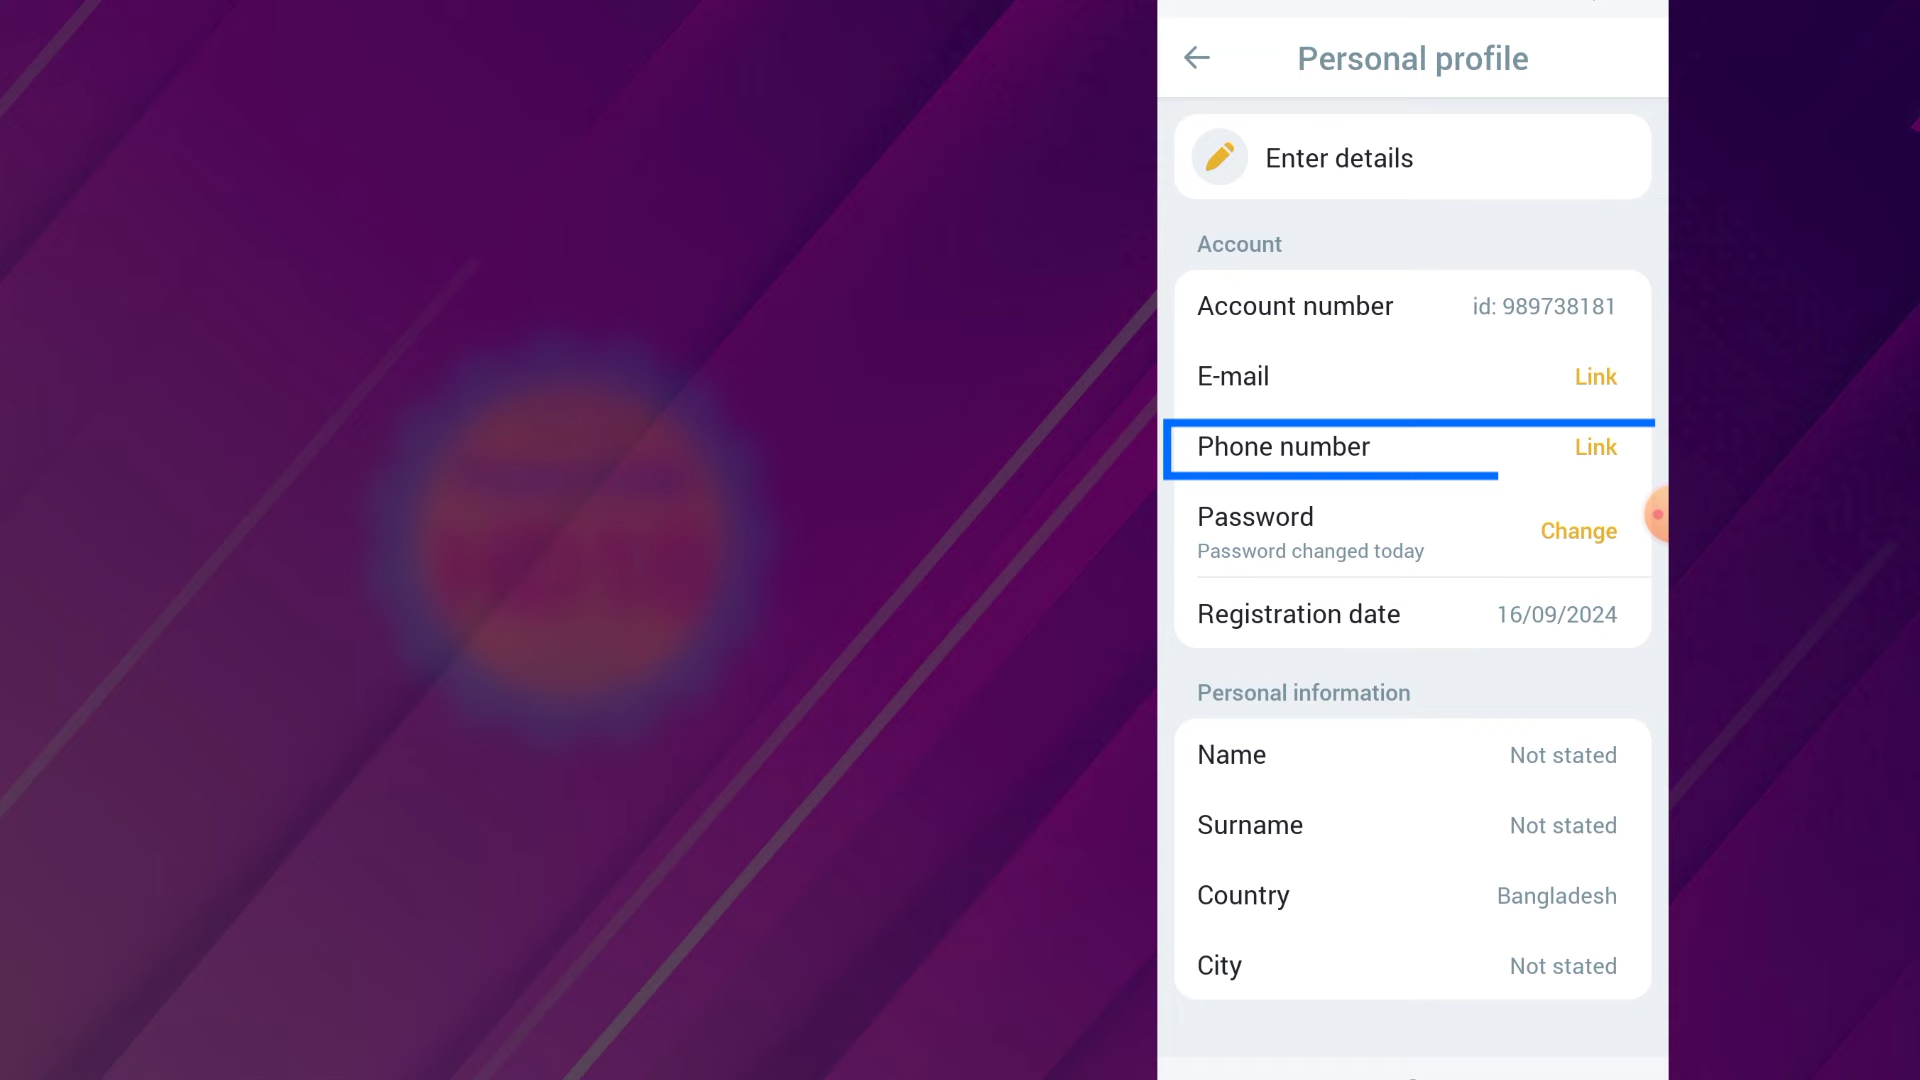 Personal profile
Enter details
Account
Account number id: 989738181
E-mail Link
Phone number Link
Password Change
Password changed today
Registration date 16/09/2024
Personal information
Name Not stated
Surname Not stated
Country Bangladesh
City Not stated